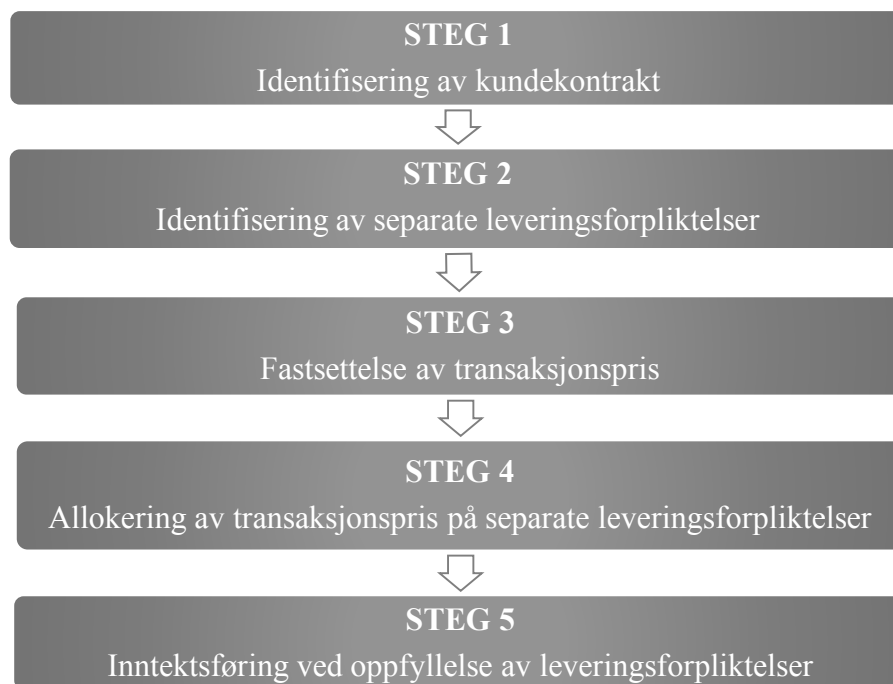 STEG 1
Identifisering av kundekontrakt
STEG 2
Identifisering av separate leveringsforpliktelser
STEG 3
Fastsettelse av transaksjonspris
STEG 4
Allokering av transaksjonspris på separate leveringsforpliktelser
STEG 5
Inntektsføring ved oppfyllelse av leveringsforpliktelser